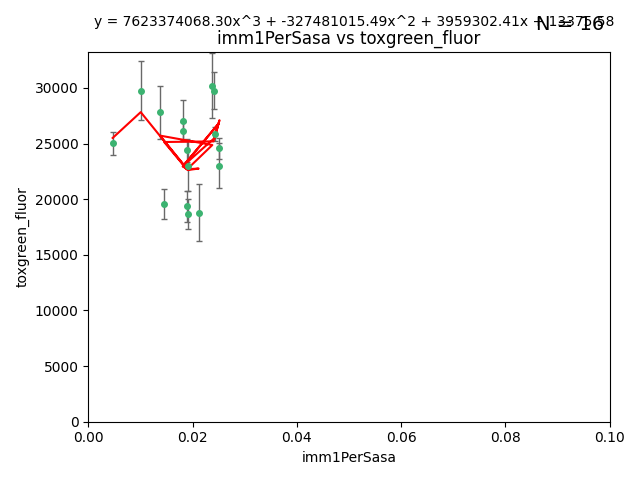 y = 7623374068.30x^3 + -327481015.49x^2 + 3959302.41x + 13375.58
N = 16
imm1PerSasa vs toxgreen_fluor
30000
25000
20000
15000
10000
5000
0
toxgreen_fluor
0.00 0.02 0.04 0.06 0.08 0.10
imm1PerSasa